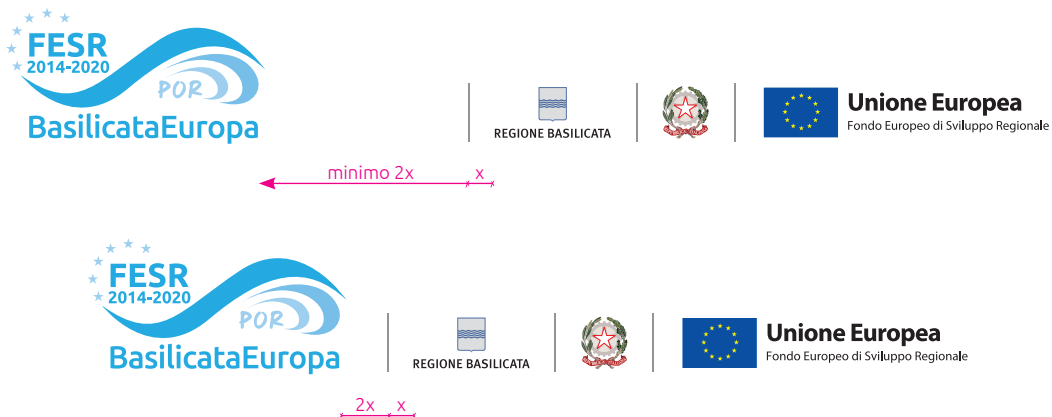 FESR
2014-2020
POR
BasilicataEuropa
REGIONE BASILICATA
Unione Europea
Fondo Europeo di Sviluppo Regionale
minimo 2x
x
FESR
2014-2020
POR
BasilicataEuropa
REGIONE BASILICATA
Unione Europea
Fondo Europeo di Sviluppo Regionale
2x
x